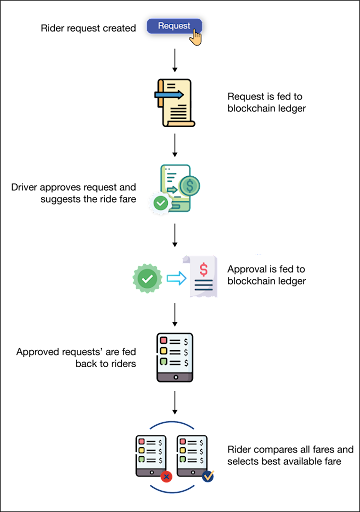 Rider request created
Request
Request is fed to
blockchain ledger
Driver approves request and
suggests the ride fare
Approval is fed to
blockchain ledger
Approved requests' are fed
back to riders
Rider compares all fares and
selects best available fare